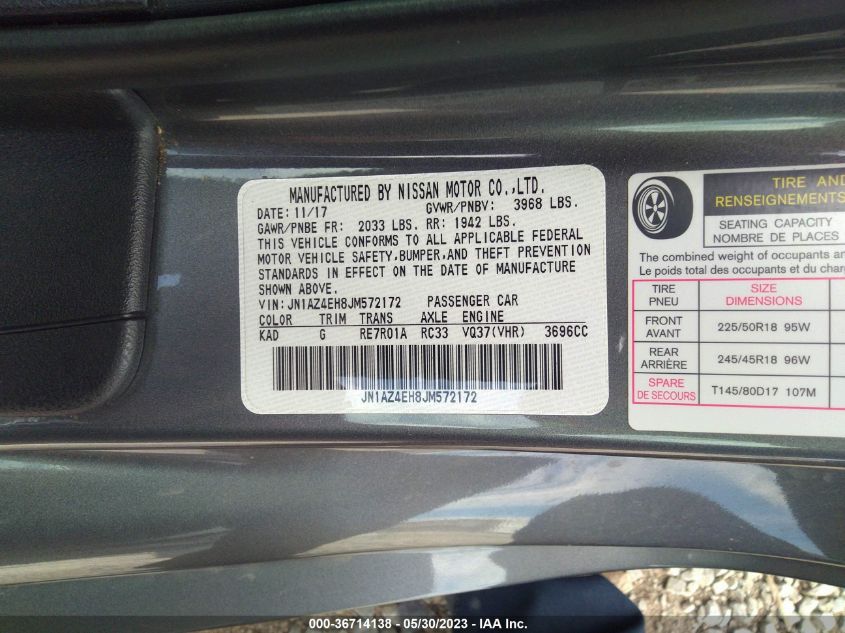 MANUFACTURED BY NISSAN MOTOR CO.,LTD.
DATE: 11/17 GVWR/PNBV: 3968 LBS.
GAWR/PNBE FR: 2033 LBS. RR: 1942 LBS.
THIS VEHICLE CONFORMS TO ALL APPLICABLE FEDERAL
MOTOR VEHICLE SAFETY,BUMPER,AND THEFT PREVENTION
STANDARDS IN EFFECT ON THE DATE OF MANUFACTURE
SHOWN ABOVE.
VIN: JN1AZ4EH8JM572172 PASSENGER CAR
COLOR TRIM TRANS AXLE ENGINE
KAD G RE7R01A RC33 VQ37(VHR) 3696CC
JN1AZ4EH8JM572172
TIRE AND
RENSEIGNEMENTS
SEATING CAPACITY
NOMBRE DE PLACES
The combined weight of occupants
Le poids total des occupants et du
TIRE SIZE
PNEU DIMENSIONS
FRONT
AVANT 225/50R18 95W
REAR
ARRIÈRE 245/45R18 96W
SPARE
DE SECOURS T145/80D17 107M
000-36714138 - 05/30/2023 - IAA Inc.